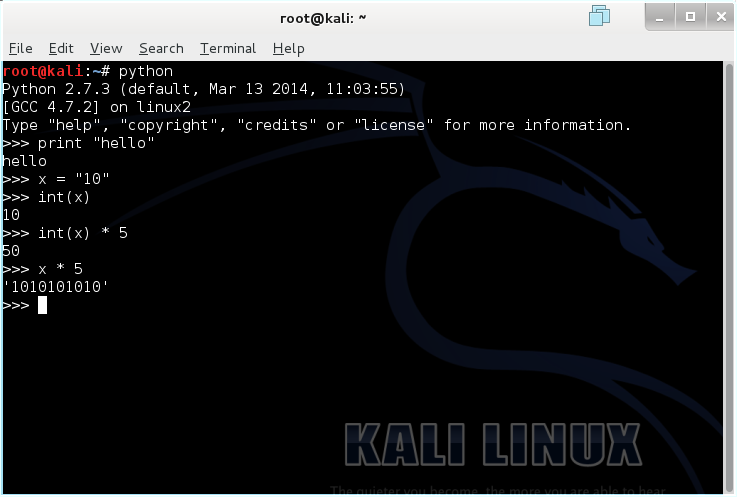 root@kali: ~
File Edit View Search Terminal Help
root@kali:~# python
Python 2.7.3 (default, Mar 13 2014, 11:03:55)
[GCC 4.7.2] on linux2
Type "help", "copyright", "credits" or "license" for more information.
>>> print "hello"
hello
>>> x = "10"
>>> int(x)
10
>>> int(x) * 5
50
>>> x * 5
'1010101010'
>>>
KALI LINUX
The quieter you become, the more you are able to hear